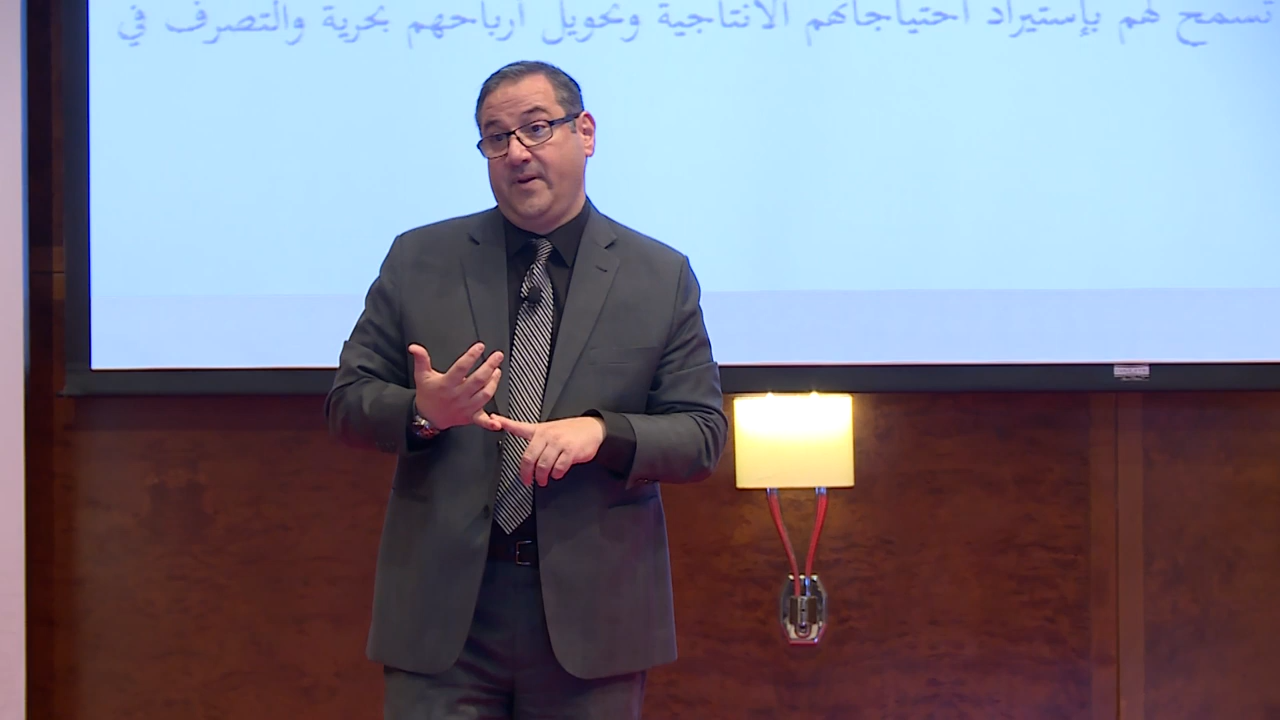 تسمح لهم بإستيراد احتياجاتهم الانتاجية وتحويل ارباحهم بحرية والتصرف في